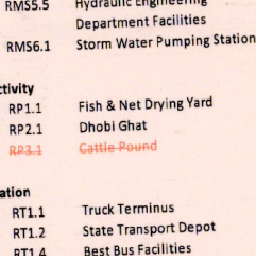 RMS5.5 Hydraulic Engineering
Department Facilities
RMS6.1 Storm Water Pumping Station
ctivity
RP1.1 Fish & Net Drying Yard
RP2.1 Dhobi Ghat
RP3.1 Cattle Pound
ation
RT1.1 Truck Terminus
RT1.2 State Transport Depot
RT1.4 Best Bus Facilities